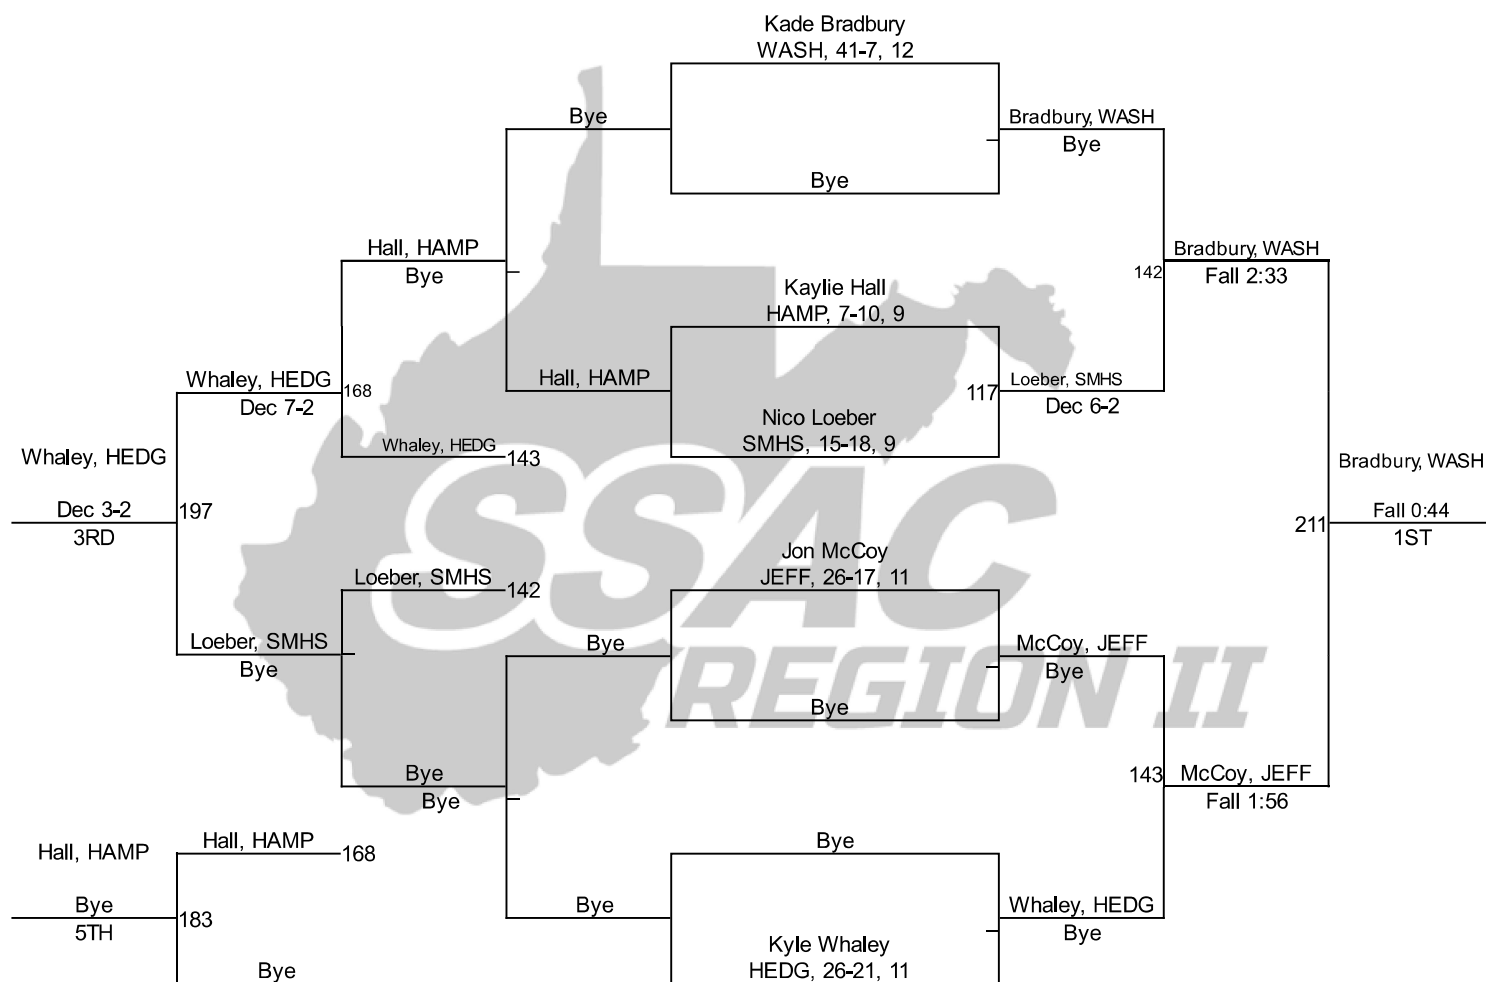 Kade Bradbury
WASH, 41-7, 12
Bye
Bradbury, WASH
Bye
Bye
Hall, HAMP
Bye
Bradbury, WASH
142
Fall 2:33
Kaylie Hall
HAMP, 7-10, 9
Whaley, HEDG
168
Dec 7-2
Hall, HAMP
117
Loeber, SMHS
Dec 6-2
Nico Loeber
SMHS, 15-18, 9
Whaley, HEDG
143
Whaley, HEDG
Bradbury, WASH
Dec 3-2
197
3RD
211
Fall 0:44
1ST
SSAC
REGION II
Jon McCoy
JEFF, 26-17, 11
Loeber, SMHS
142
Loeber, SMHS
Bye
Bye
McCoy, JEFF
Bye
Bye
Bye
Bye
143
McCoy, JEFF
Fall 1:56
Hall, HAMP
Hall, HAMP
168
Bye
Bye
183
5TH
Bye
Whaley, HEDG
Bye
Kyle Whaley
HEDG, 26-21, 11
Bye